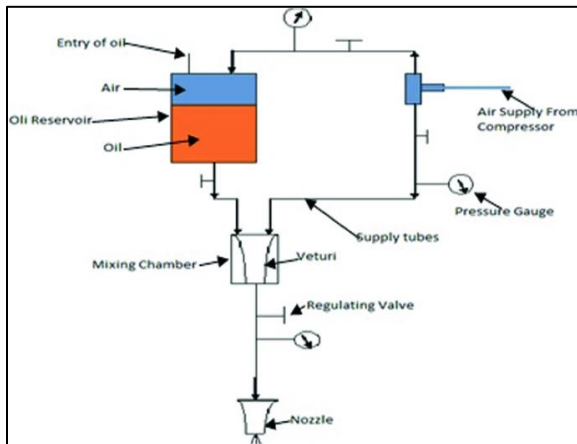 Entry of oil
Air
Oli Reservoir
Oil
Air Supply From
Compressor
Pressure Gauge
Supply tubes
Mixing Chamber
Veturi
Regulating Valve
Nozzle